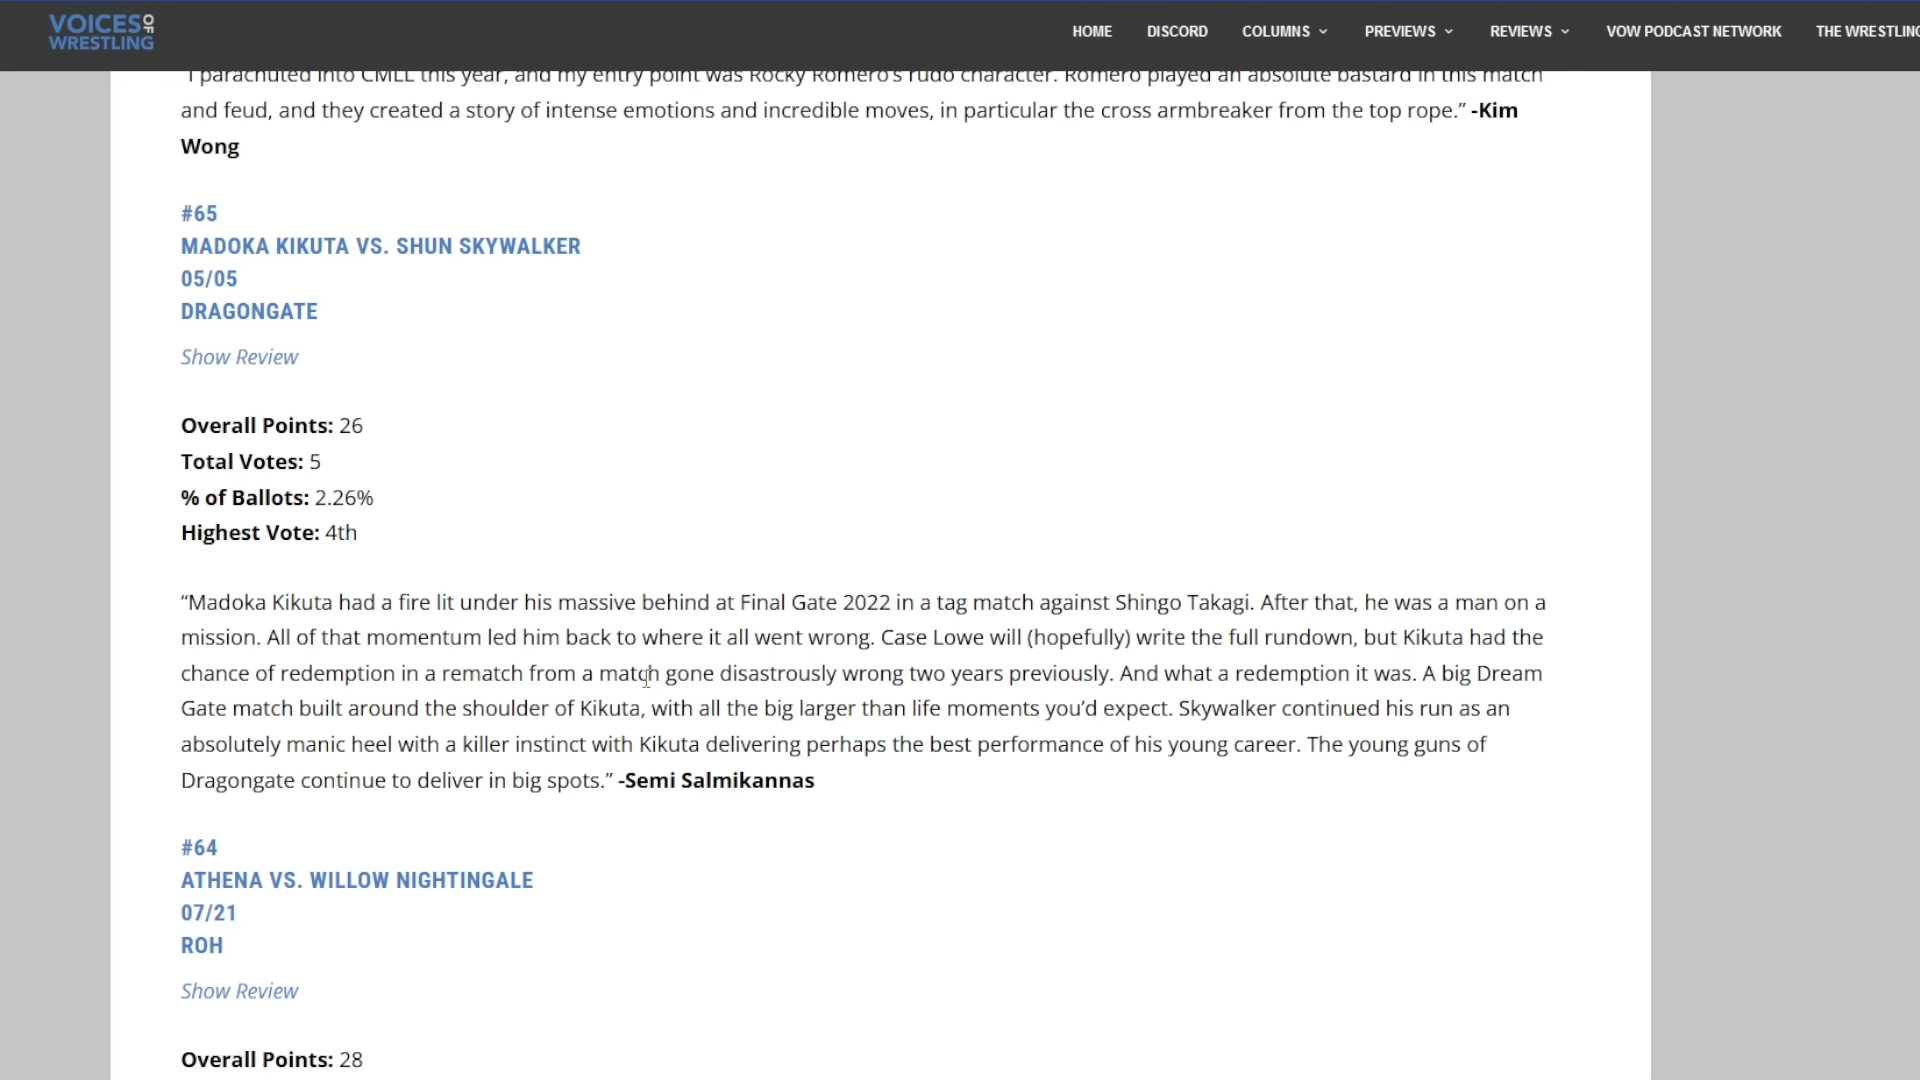 VOICES OF
WRESTLING
HOME DISCORD COLUMNS PREVIEWS REVIEWS VOW PODCAST NETWORK THE WRESTLING
“I parachuted into CMLL this year, and my entry point was Rocky Romero’s rudo character. Romero played an absolute bastard in this match
and feud, and they created a story of intense emotions and incredible moves, in particular the cross armbreaker from the top rope.” -Kim
Wong
#65
MADOKA KIKUTA VS. SHUN SKYWALKER
05/05
DRAGONGATE
Show Review
Overall Points: 26
Total Votes: 5
% of Ballots: 2.26%
Highest Vote: 4th
“Madoka Kikuta had a fire lit under his massive behind at Final Gate 2022 in a tag match against Shingo Takagi. After that, he was a man on a
mission. All of that momentum led him back to where it all went wrong. Case Lowe will (hopefully) write the full rundown, but Kikuta had the
chance of redemption in a rematch from a match gone disastrously wrong two years previously. And what a redemption it was. A big Dream
Gate match built around the shoulder of Kikuta, with all the big larger than life moments you’d expect. Skywalker continued his run as an
absolutely manic heel with a killer instinct with Kikuta delivering perhaps the best performance of his young career. The young guns of
Dragongate continue to deliver in big spots.” -Semi Salmikannas
#64
ATHENA VS. WILLOW NIGHTINGALE
07/21
ROH
Show Review
Overall Points: 28